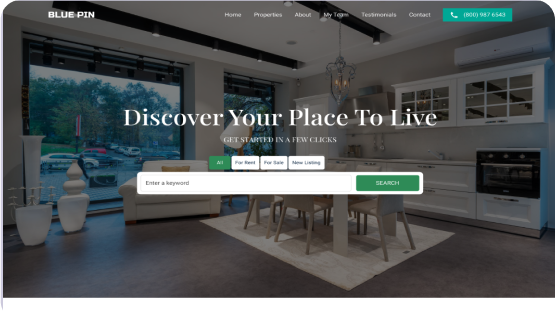 BLUE PIN
Home Properties About My Team Testimonials Contact (800) 987 6543
Discover Your Place To Live
GET STARTED IN A FEW CLICKS
All For Rent For Sale New Listing
Enter a keyword SEARCH